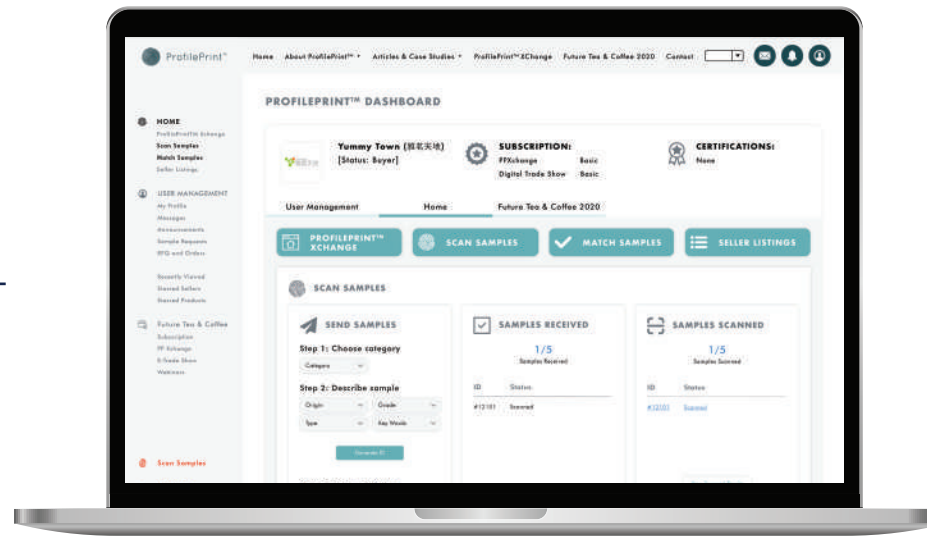 ProfilePrint™
Home About ProfilePrint™ Articles & Case Studies ProfilePrint™XChange Future Tea & Coffee 2020 Contact
PROFILEPRINT™ DASHBOARD
HOME
ProfilePrintTM Xchange
Scan Samples
Match Samples
Seller Listings
USER MANAGEMENT
My Profile
Messages
Announcements
Sample Requests
RFQ and Orders
Recently Viewed
Starred Sellers
Starred Products
Future Tea & Coffee
Subscription
PP Xchange
E-Trade Show
Webinars
Scan Samples
Yummy Town (雅茗天地)
[Status: Buyer]
SUBSCRIPTION:
PPXchange Basic
Digital Trade Show Basic
CERTIFICATIONS:
None
User Management Home Future Tea & Coffee 2020
PROFILEPRINT™
XCHANGE
SCAN SAMPLES
MATCH SAMPLES
SELLER LISTINGS
SCAN SAMPLES
SEND SAMPLES
Step 1: Choose category
Category
Step 2: Describe sample
Origin Grade
Type Key Words
Generate ID
SAMPLES RECEIVED
1/5
Samples Received
ID Status
#12101 Scanned
SAMPLES SCANNED
1/5
Samples Scanned
ID Status
#12101 Scanned